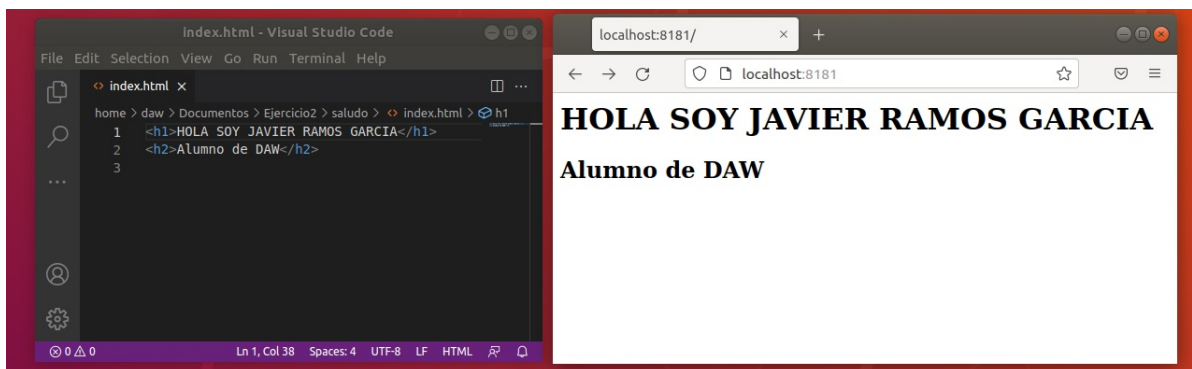 index.html - Visual Studio Code
File Edit Selection View Go Run Terminal Help
index.html
home > daw > Documentos > Ejercicio2 > saludo > index.html > h1
1 <h1>HOLA SOY JAVIER RAMOS GARCIA</h1>
2 <h2>Alumno de DAW</h2>
3
0 0 Ln 1, Col 38 Spaces: 4 UTF-8 LF HTML
localhost:8181/
localhost:8181
HOLA SOY JAVIER RAMOS GARCIA
Alumno de DAW